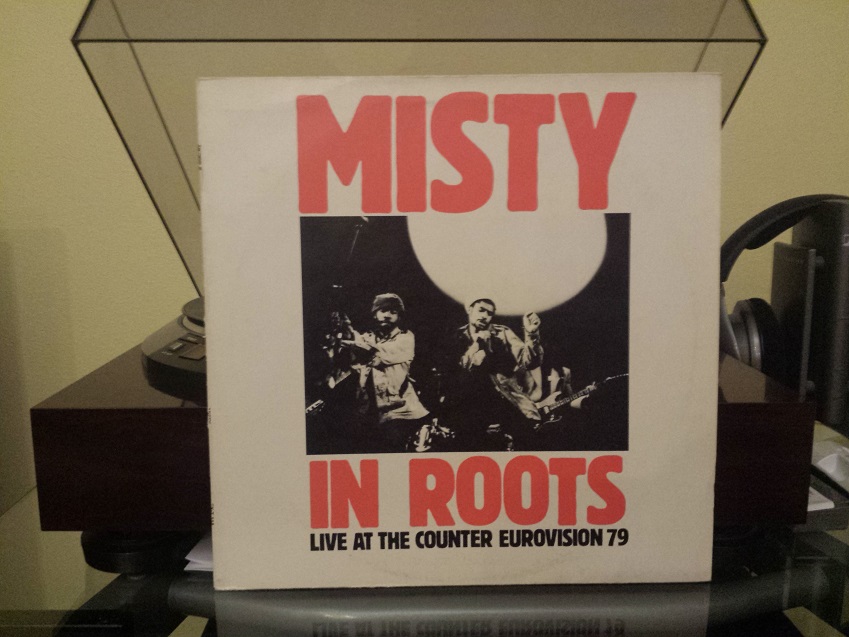 MISTY
IN ROOTS
LIVE AT THE COUNTER EUROVISION 79